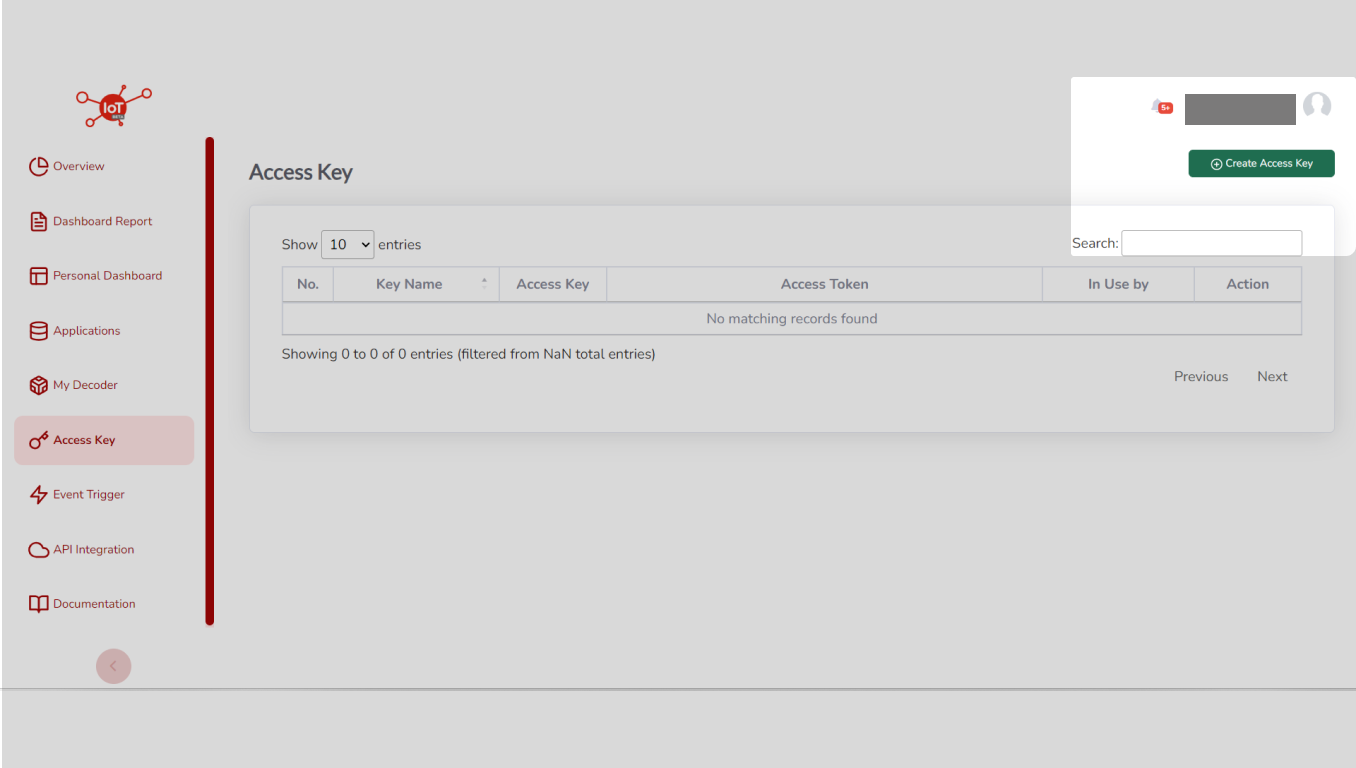 IoT
5+
Create Access Key
Overview
Dashboard Report
Personal Dashboard
Applications
My Decoder
Access Key
Event Trigger
API Integration
Documentation
Access Key
Show 10 entries Search:
No. Key Name Access Key Access Token In Use by Action
No matching records found
Showing 0 to 0 of 0 entries (filtered from NaN total entries)
Previous Next